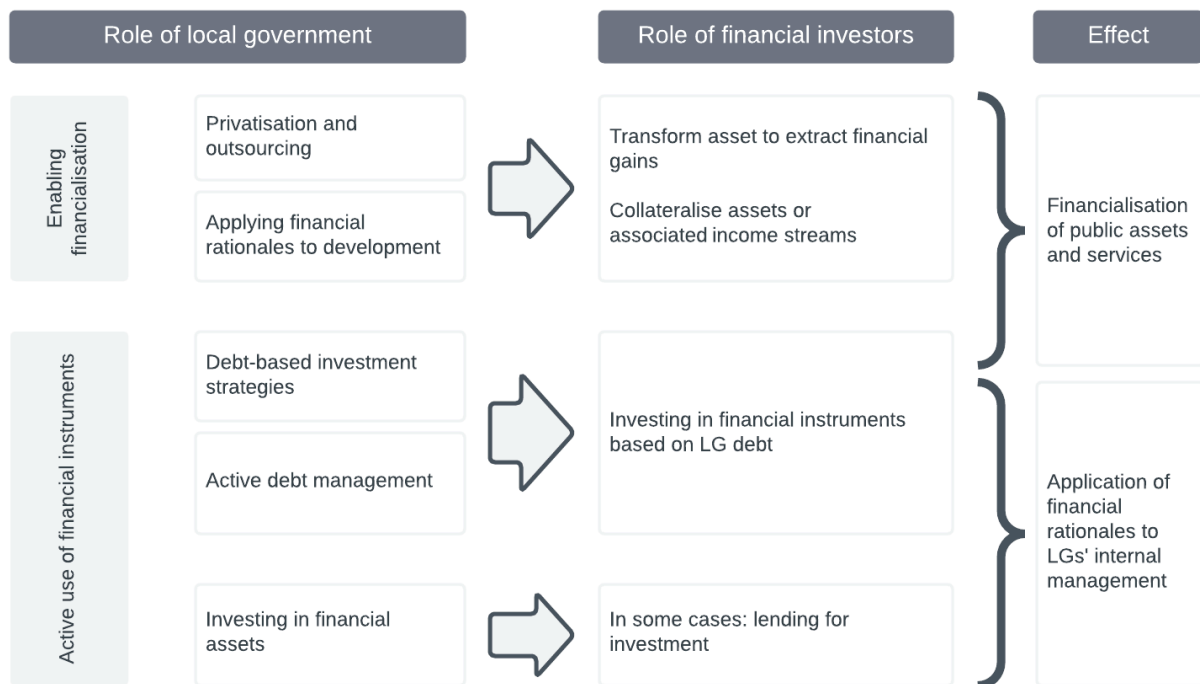 Role of local government
Role of financial investors
Effect
Enabling
financialisation
Privatisation and
outsourcing
Applying financial
rationales to development
Transform asset to extract financial
gains
Collateralise assets or
associated income streams
Financialisation
of public assets
and services
Active use of financial instruments
Debt-based investment
strategies
Active debt management
Investing in financial instruments
based on LG debt
Investing in financial
assets
In some cases: lending for
investment
Application of
financial
rationales to
LGs' internal
management